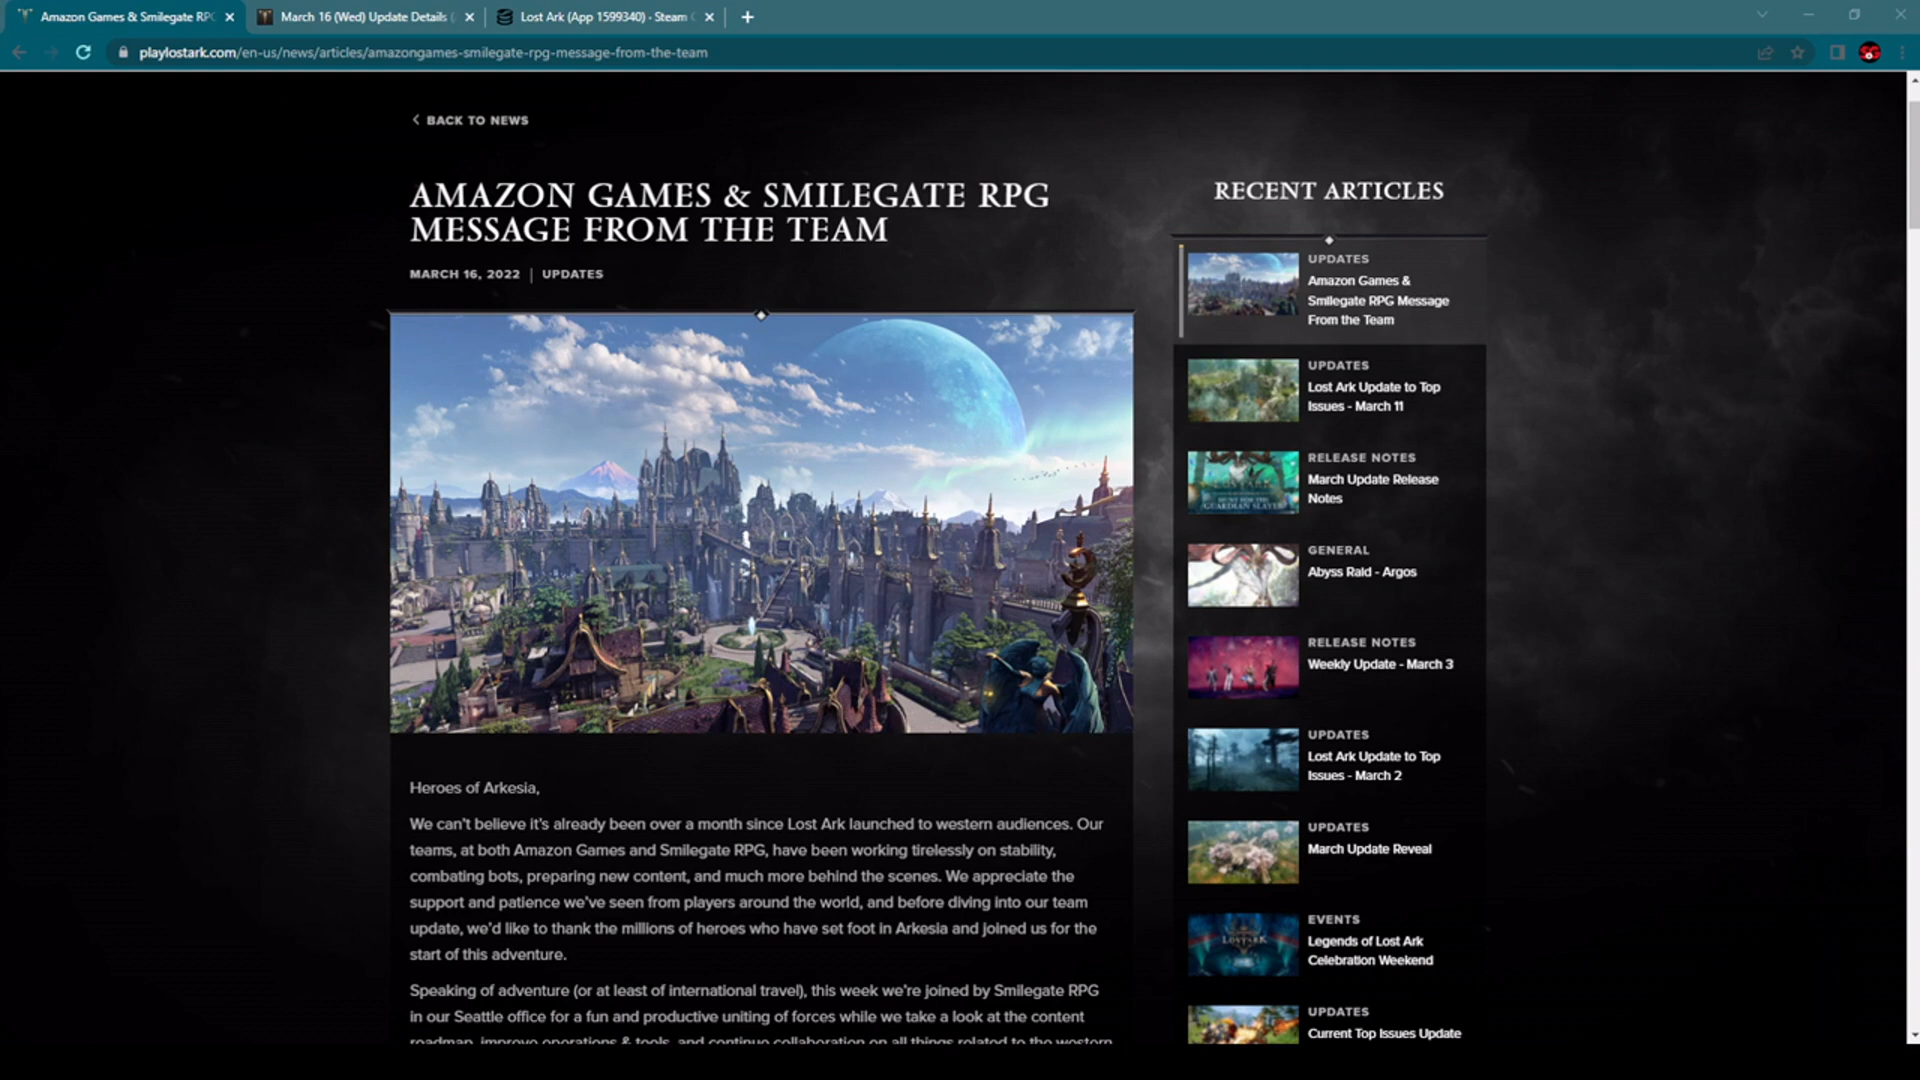 Amazon Games & Smilegate RPG
March 16 (Wed) Update Details (
Lost Ark (App 1599340) · Steam
playlostark.com/en-us/news/articles/amazongames-smilegate-rpg-message-from-the-team
BACK TO NEWS
AMAZON GAMES & SMILEGATE RPG
MESSAGE FROM THE TEAM
MARCH 16, 2022 | UPDATES
Heroes of Arkesia,
We can't believe it's already been over a month since Lost Ark launched to western audiences. Our
teams, at both Amazon Games and Smilegate RPG, have been working tirelessly on stability,
combating bots, preparing new content, and much more behind the scenes. We appreciate the
support and patience we've seen from players around the world, and before diving into our team
update, we'd like to thank the millions of heroes who have set foot in Arkesia and joined us for the
start of this adventure.
Speaking of adventure (or at least of international travel), this week we're joined by Smilegate RPG
in our Seattle office for a fun and productive uniting of forces while we take a look at the content
roadmap, improve operations & tools, and continue collaboration on all things related to the western
RECENT ARTICLES
UPDATES
Amazon Games &
Smilegate RPG Message
From the Team
UPDATES
Lost Ark Update to Top
Issues - March 11
RELEASE NOTES
March Update Release
Notes
HUNT FOR THE
GUARDIAN SLAYER
GENERAL
Abyss Raid - Argos
RELEASE NOTES
Weekly Update - March 3
UPDATES
Lost Ark Update to Top
Issues - March 2
UPDATES
March Update Reveal
EVENTS
Legends of Lost Ark
Celebration Weekend
LOST ARK
UPDATES
Current Top Issues Update